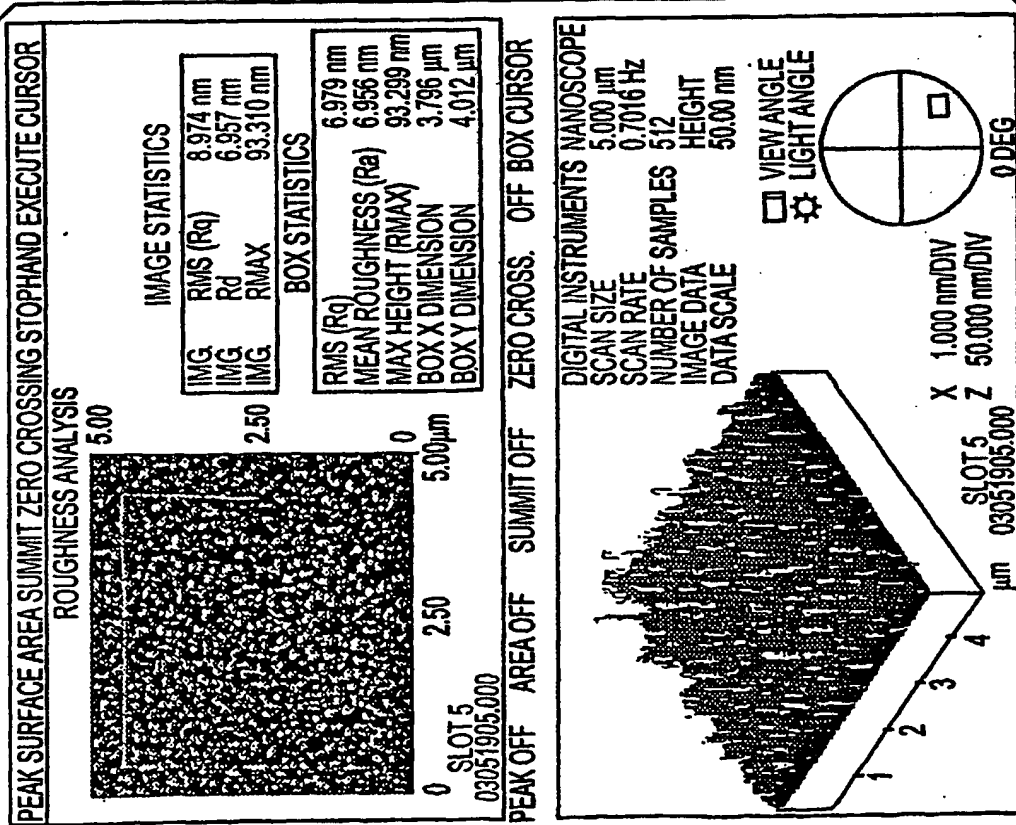 PEAK SURFACE AREA SUMMIT ZERO CROSSING STOPHAND EXECUTE CURSOR
ROUGHNESS ANALYSIS
5.00
2.50
0
0 2.50 5.00µm
SLOT 5
03051905.000
IMAGE STATISTICS
IMG. RMS (Rq) 8.974 nm
IMG. Rd 6.957 nm
IMG. RMAX 93.310 nm
BOX STATISTICS
RMS (Rq) 6.979 nm
MEAN ROUGHNESS (Ra) 6.956 nm
MAX HEIGHT (RMAX) 93.299 nm
BOX X DIMENSION 3.796 µm
BOX Y DIMENSION 4.012 µm
PEAK OFF AREA OFF SUMMIT OFF ZERO CROSS. OFF BOX CURSOR
DIGITAL INSTRUMENTS NANOSCOPE
SCAN SIZE 5.000 µm
SCAN RATE 0.7016 Hz
NUMBER OF SAMPLES 512
IMAGE DATA HEIGHT
DATA SCALE 50.00 nm
VIEW ANGLE
LIGHT ANGLE
0 DEG
1
2
3
4
µm
X 1.000 nm/DIV
Z 50.000 nm/DIV
SLOT 5
03051905.000